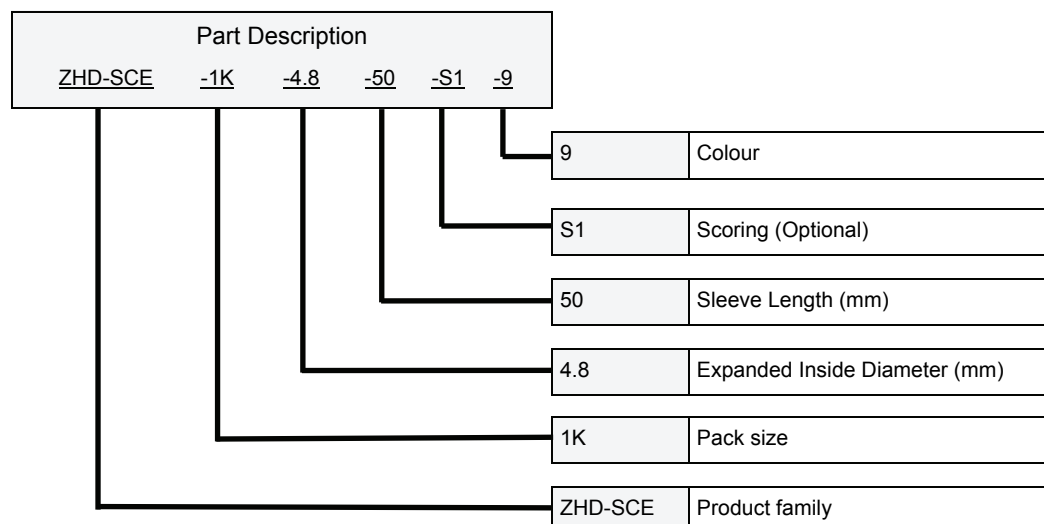 Part Description
ZHD-SCE -1K -4.8 -50 -S1 -9
9 Colour
S1 Scoring (Optional)
50 Sleeve Length (mm)
4.8 Expanded Inside Diameter (mm)
1K Pack size
ZHD-SCE Product family